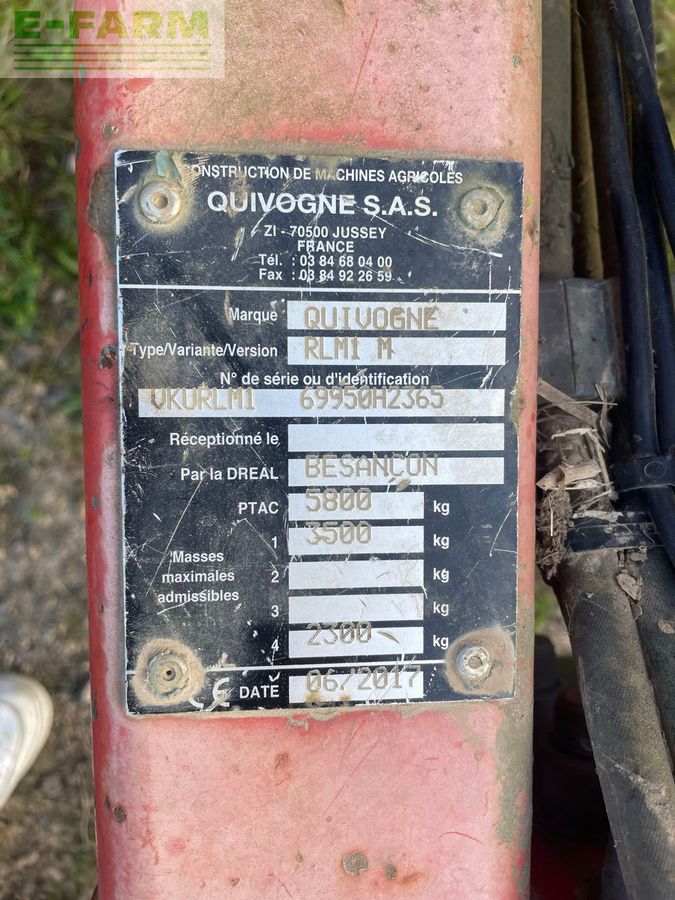 E-FARM
CONSTRUCTION DE MACHINES AGRICOLES
QUIVOGNE S.A.S.
ZI - 70500 JUSSEY
FRANCE
Tél. : 03 84 68 04 00
Fax : 03 84 92 26 59
Marque QUIVOGNE
Type/Variante/Version RLM1 M
N° de série ou d'identification
VKURLM1 69950H2365
Réceptionné le
Par la DREAL BESANCON
PTAC 5800 kg
1 3500 kg
Masses maximales admissibles
2 kg
3 kg
4 2300 kg
CE DATE 06/2017